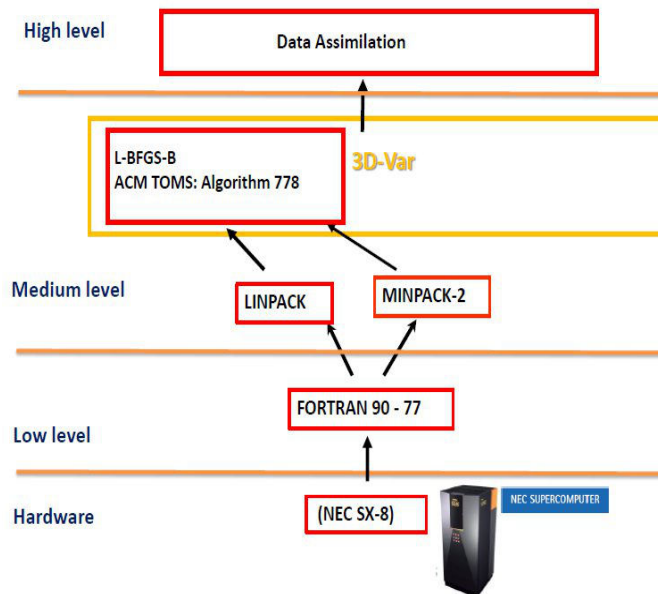 High level
Data Assimilation
L-BFGS-B
ACM TOMS: Algorithm 778
3D-Var
Medium level
LINPACK
MINPACK-2
FORTRAN 90 - 77
Low level
Hardware
(NEC SX-8)
NEC SUPERCOMPUTER